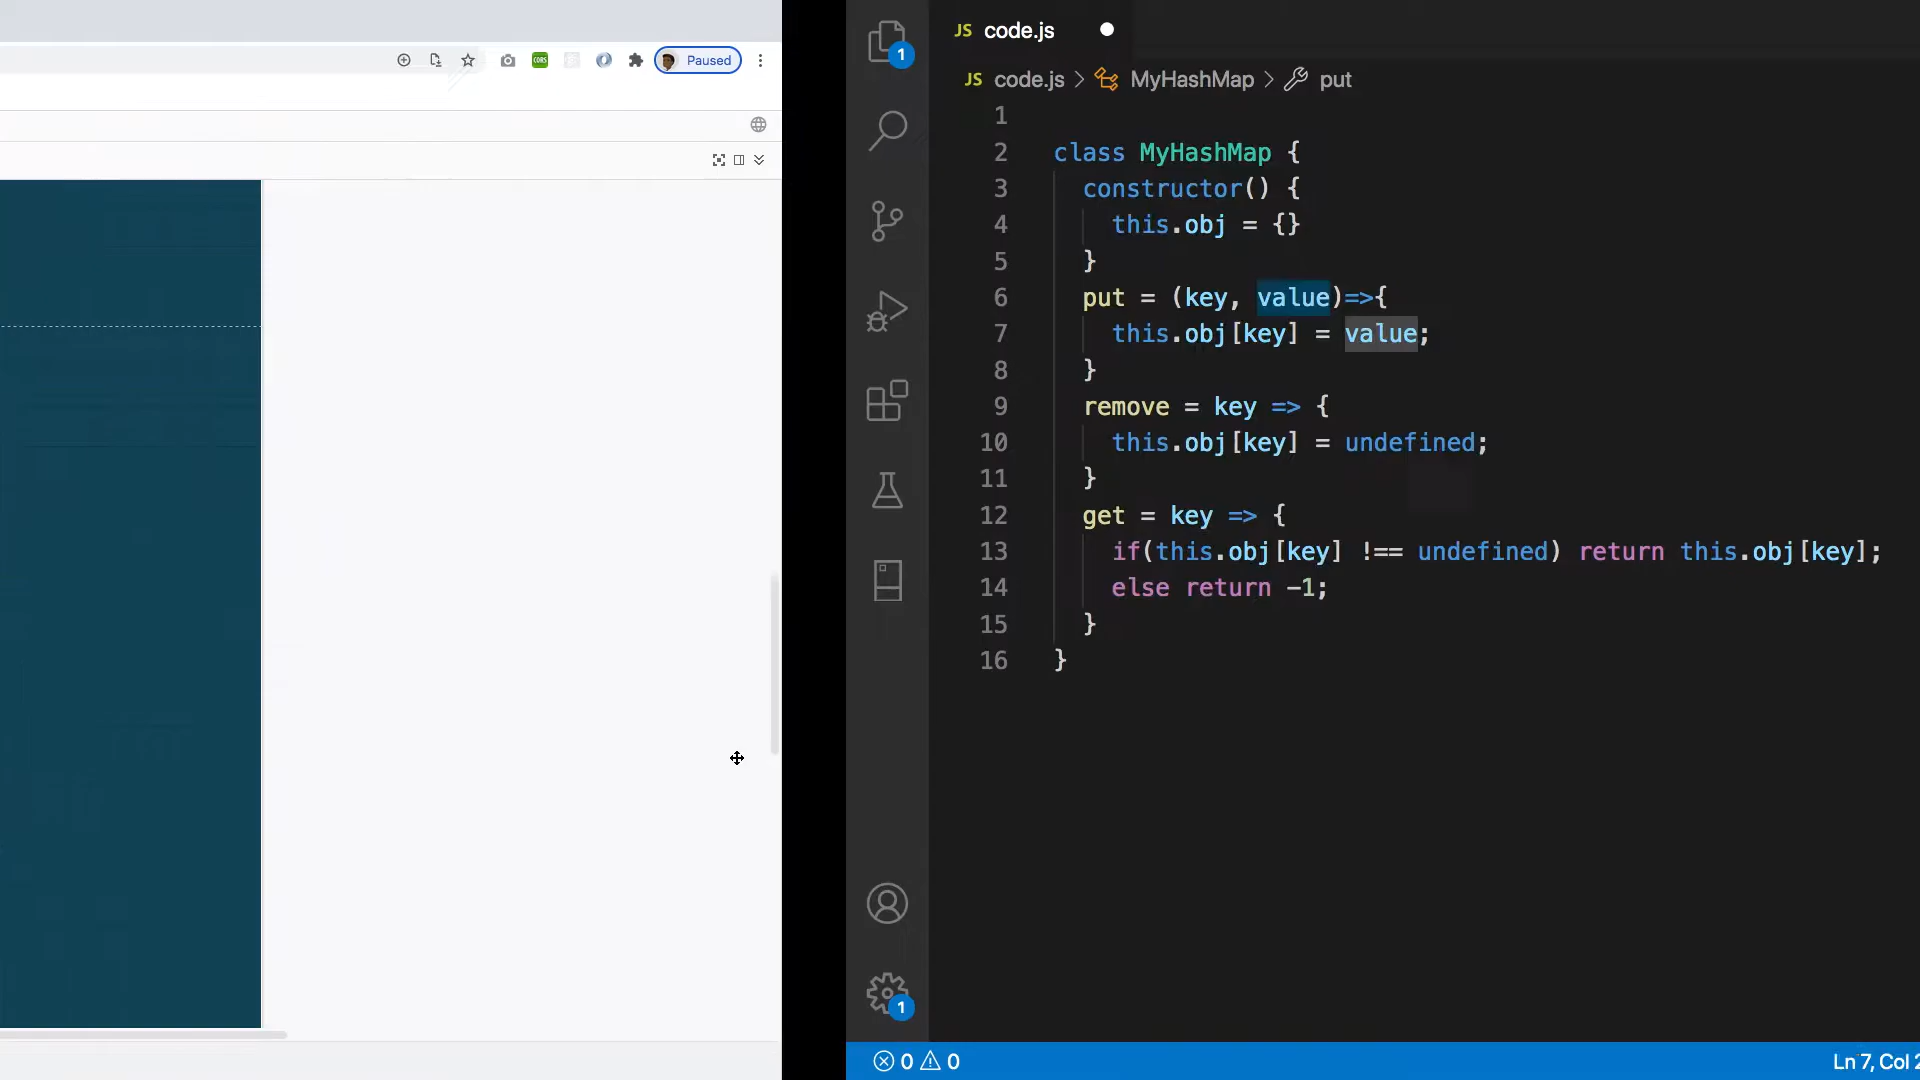 Paused
CORS
1
JS code.js
JS code.js > MyHashMap > put
1
2 class MyHashMap {
3 constructor() {
4 this.obj = {}
5 }
6 put = (key, value)=>{
7 this.obj[key] = value;
8 }
9 remove = key => {
10 this.obj[key] = undefined;
11 }
12 get = key => {
13 if(this.obj[key] !== undefined) return this.obj[key];
14 else return -1;
15 }
16 }
1
0 0
Ln 7, Col 2